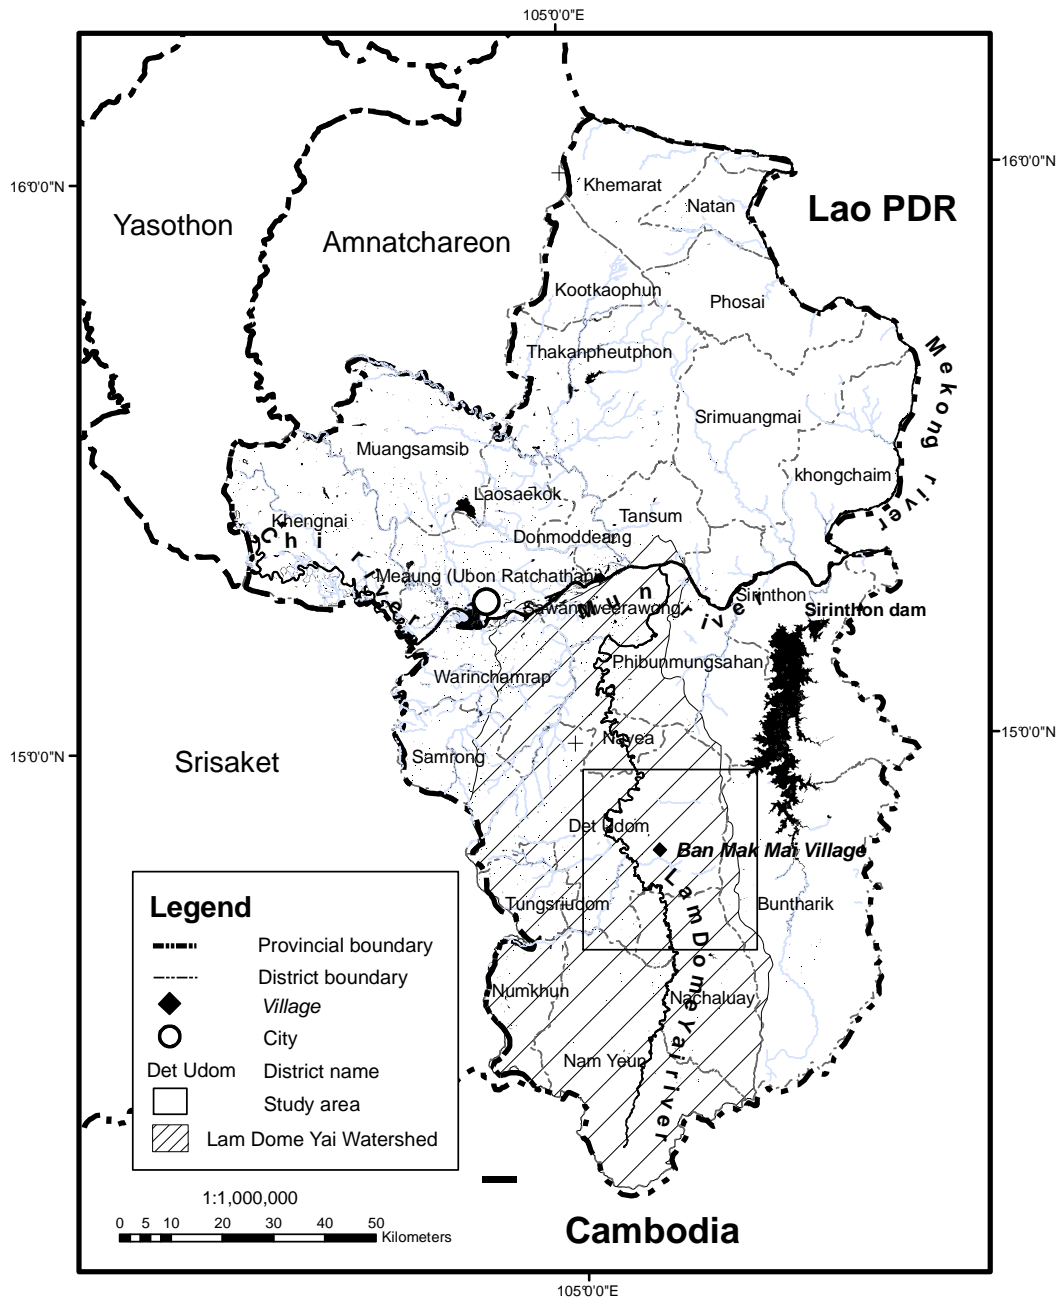 105°0'0"E
16°0'0"N
16°0'0"N
Khemarat
Natan
Lao PDR
Yasothon
Amnatchareon
Kootkaophun
Phosai
Thakanpheutphon
Mekong river
Srimuangmai
Muangsamsib
khongchaim
Laosaekok
Khengnai
Tansum
Donmoddeang
Chi river
Meaung (Ubon Ratchathani)
Sirinthon
Sawangweerawong
Mun river
Sirinthon dam
Phibunmungsahan
Warinchamrap
Nayea
15°0'0"N
15°0'0"N
Samrong
Srisaket
Det Udom
Ban Mak Mai Village
Tungsriudom
Buntharik
Lam Dome Yai river
Numkhun
Nachaluay
Nam Yeun
Legend
Provincial boundary
District boundary
Village
City
Det Udom District name
Study area
Lam Dome Yai Watershed
1:1,000,000
0 5 10 20 30 40 50
Kilometers
Cambodia
105°0'0"E